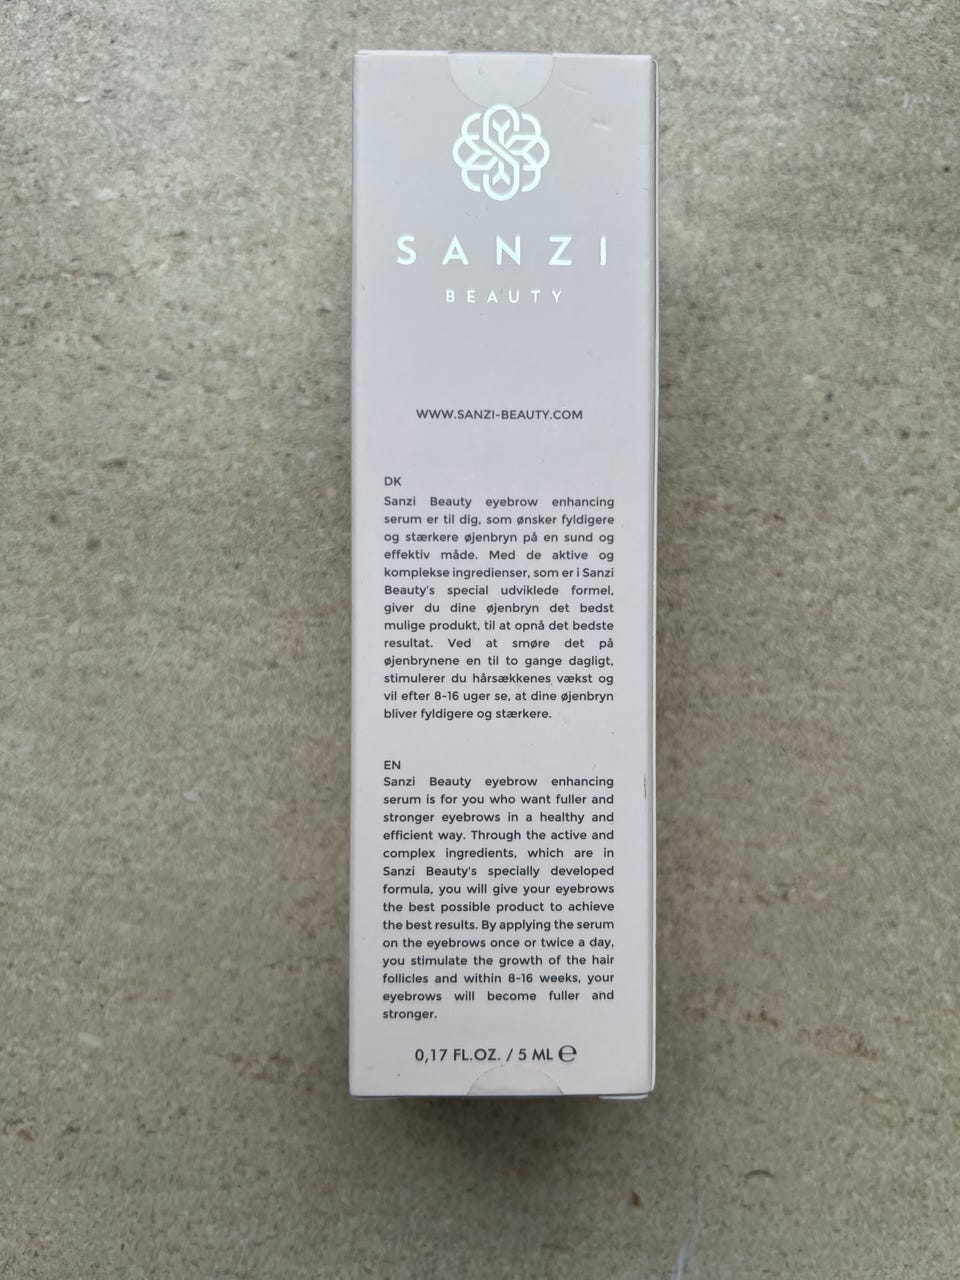 SANZI
BEAUTY
WWW.SANZI-BEAUTY.COM
DK
Sanzi Beauty eyebrow enhancing
serum er til dig, som ønsker fyldigere
og stærkere øjenbryn på en sund og
effektiv måde. Med de aktive og
komplekse ingredienser, som er i Sanzi
Beauty's special udviklede formel,
giver du dine øjenbryn det bedst
mulige produkt, til at opnå det bedste
resultat. Ved at smøre det på
øjenbrynene en til to gange dagligt,
stimulerer du hårsækkenes vækst og
vil efter 8-16 uger se, at dine øjenbryn
bliver fyldigere og stærkere.
EN
Sanzi Beauty eyebrow enhancing
serum is for you who want fuller and
stronger eyebrows in a healthy and
efficient way. Through the active and
complex ingredients, which are in
Sanzi Beauty's specially developed
formula, you will give your eyebrows
the best possible product to achieve
the best results. By applying the serum
on the eyebrows once or twice a day,
you stimulate the growth of the hair
follicles and within 8-16 weeks, your
eyebrows will become fuller and
stronger.
0,17 FL.OZ. / 5 ML ℮